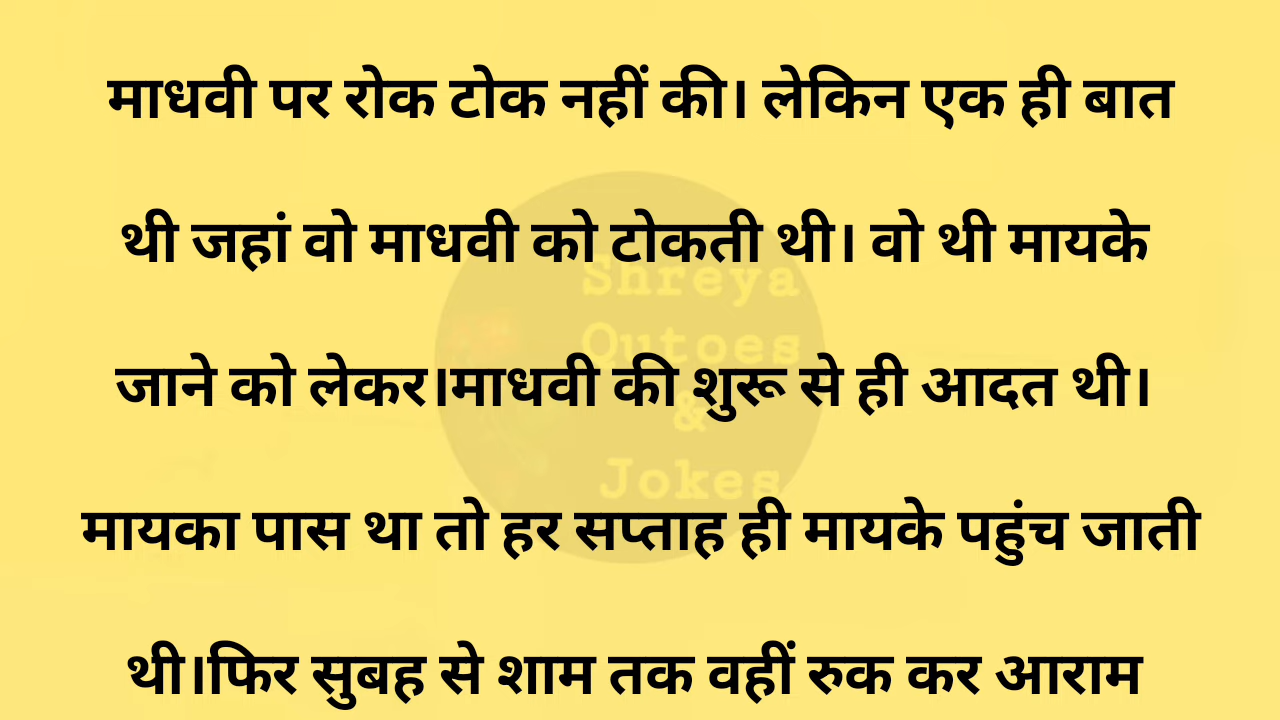 माधवी पर रोक टोक नहीं की। लेकिन एक ही बात
थी जहां वो माधवी को टोकती थी। वो थी मायके
जाने को लेकर।माधवी की शुरू से ही आदत थी।
मायका पास था तो हर सप्ताह ही मायके पहुंच जाती
थी।फिर सुबह से शाम तक वहीं रुक कर आराम
Shreya
Qutoes
&
Jokes